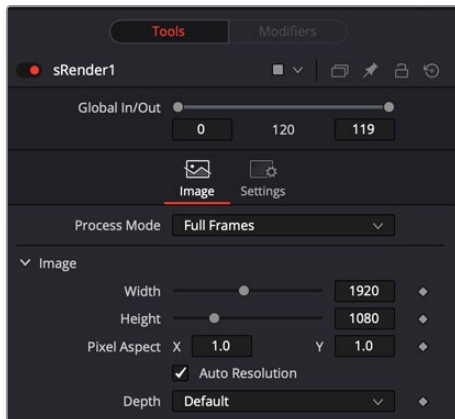 Tools Modifiers
sRender1
Global In/Out
0 120 119
Image Settings
Process Mode Full Frames
Image
Width 1920
Height 1080
Pixel Aspect X 1.0 Y 1.0
Auto Resolution
Depth Default